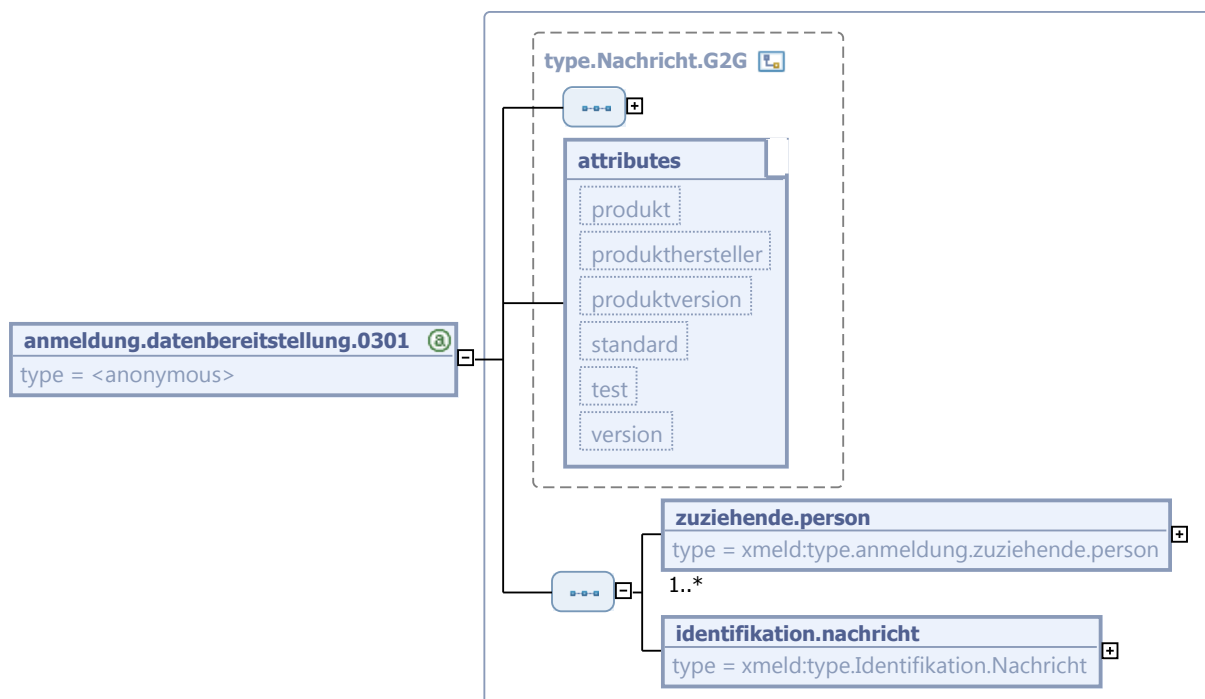 type.Nachricht.G2G
attributes
produkt
produkthersteller
produktversion
standard
test
version
anmeldung.datenbereitstellung.0301 a
type = <anonymous>
zuziehende.person
type = xmeld:type.anmeldung.zuziehende.person
1..*
identifikation.nachricht
type = xmeld:type.Identifikation.Nachricht